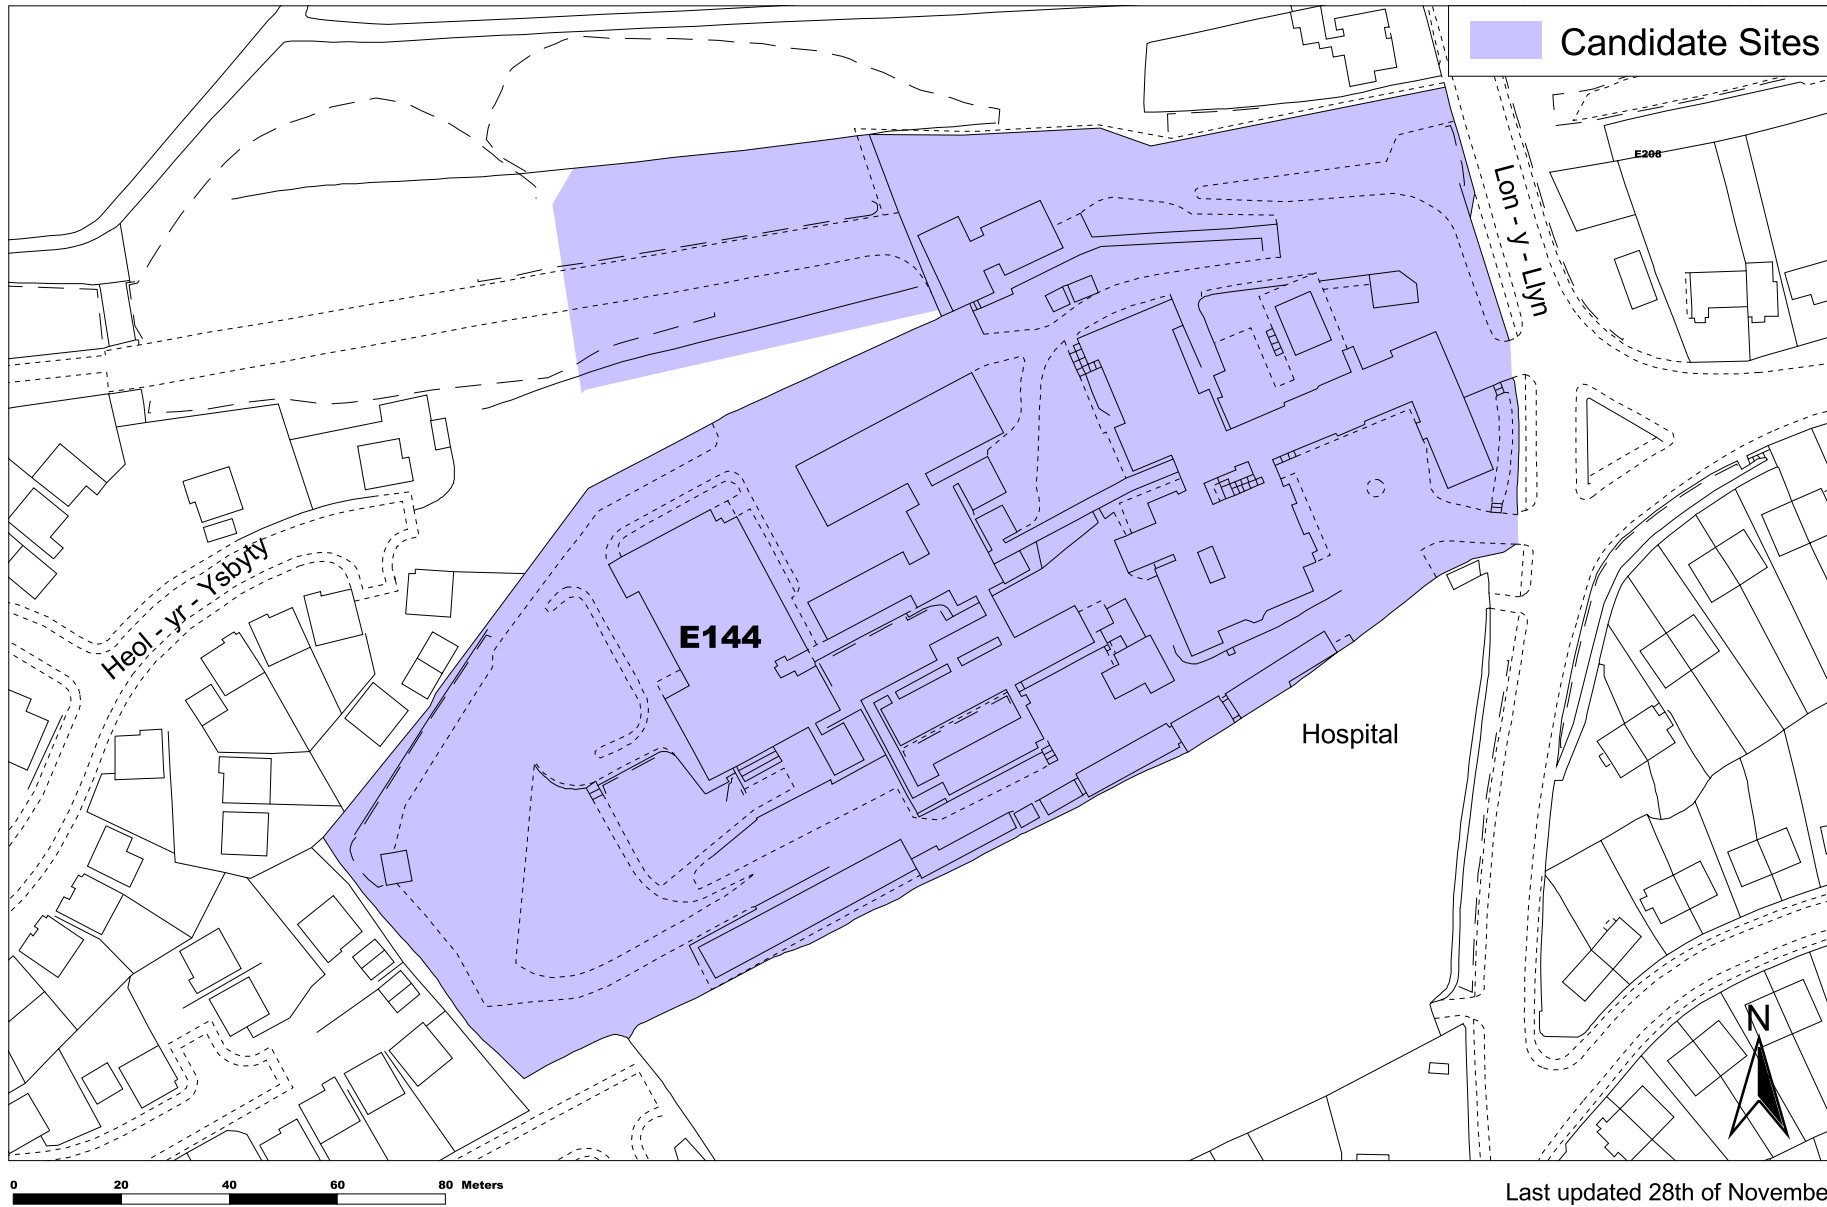 Candidate Sites
E208
Lon - y - Llyn
Heol - yr - Ysbyty
E144
Hospital
N
0 20 40 60 80 Meters
Last updated 28th of Novembe